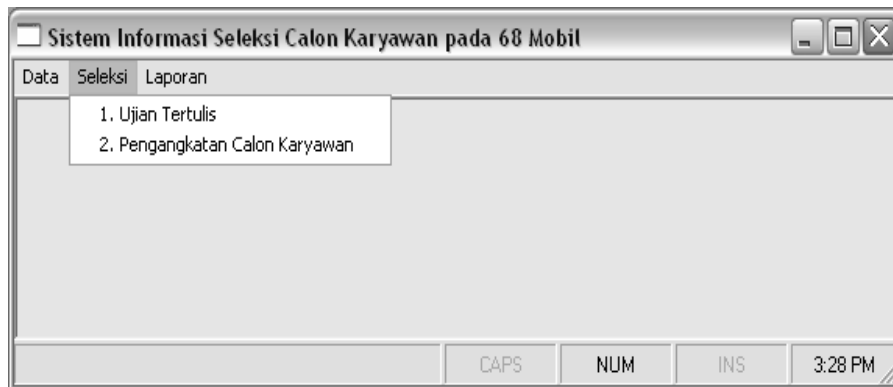 Sistem Informasi Seleksi Calon Karyawan pada 68 Mobil
Data Seleksi Laporan
1. Ujian Tertulis
2. Pengangkatan Calon Karyawan
CAPS NUM INS 3:28 PM